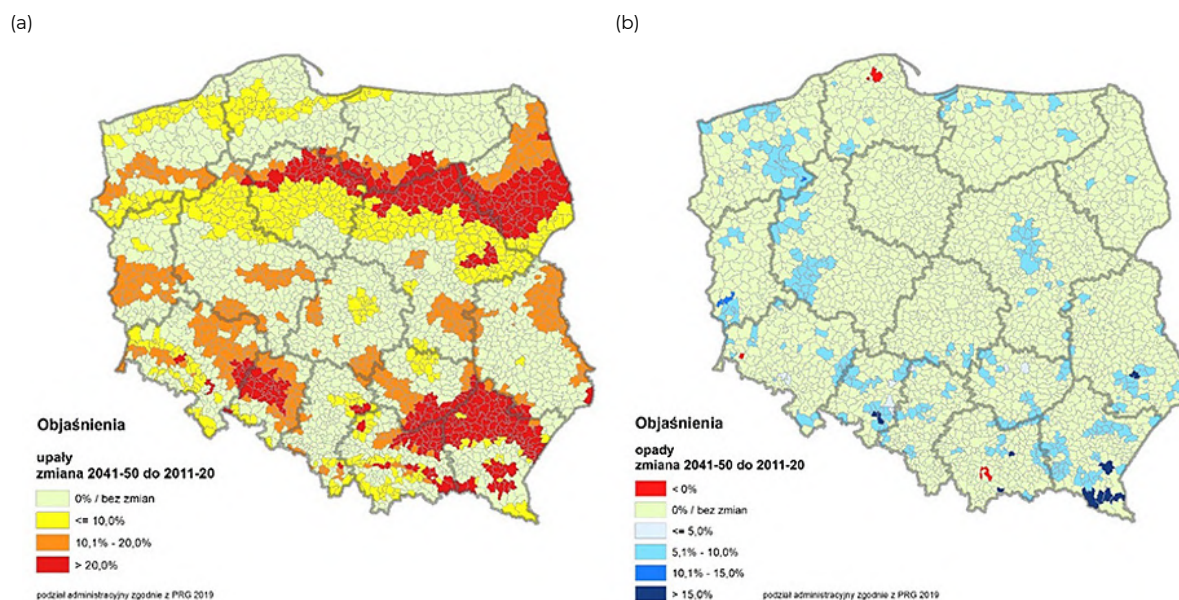 (a)
Objaśnienia
upały
zmiana 2041-50 do 2011-20
0% / bez zmian
<= 10,0%
10,1% - 20,0%
> 20,0%
podział administracyjny zgodnie z PRG 2019
(b)
Objaśnienia
opady
zmiana 2041-50 do 2011-20
< 0%
0% / bez zmian
<= 5,0%
5,1% - 10,0%
10,1% - 15,0%
> 15,0%
podział administracyjny zgodnie z PRG 2019